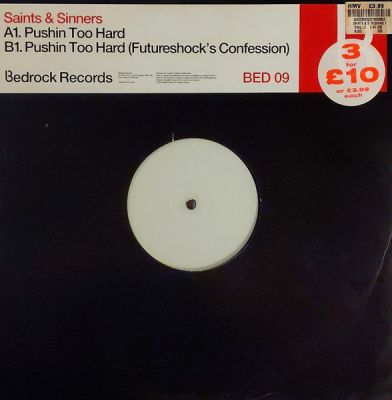 Saints & Sinners
A1. Pushin Too Hard
B1. Pushin Too Hard (Futureshock's Confession)
Bedrock Records
BED 09
HMV £3.99
3
for
£10
or £3.99
each